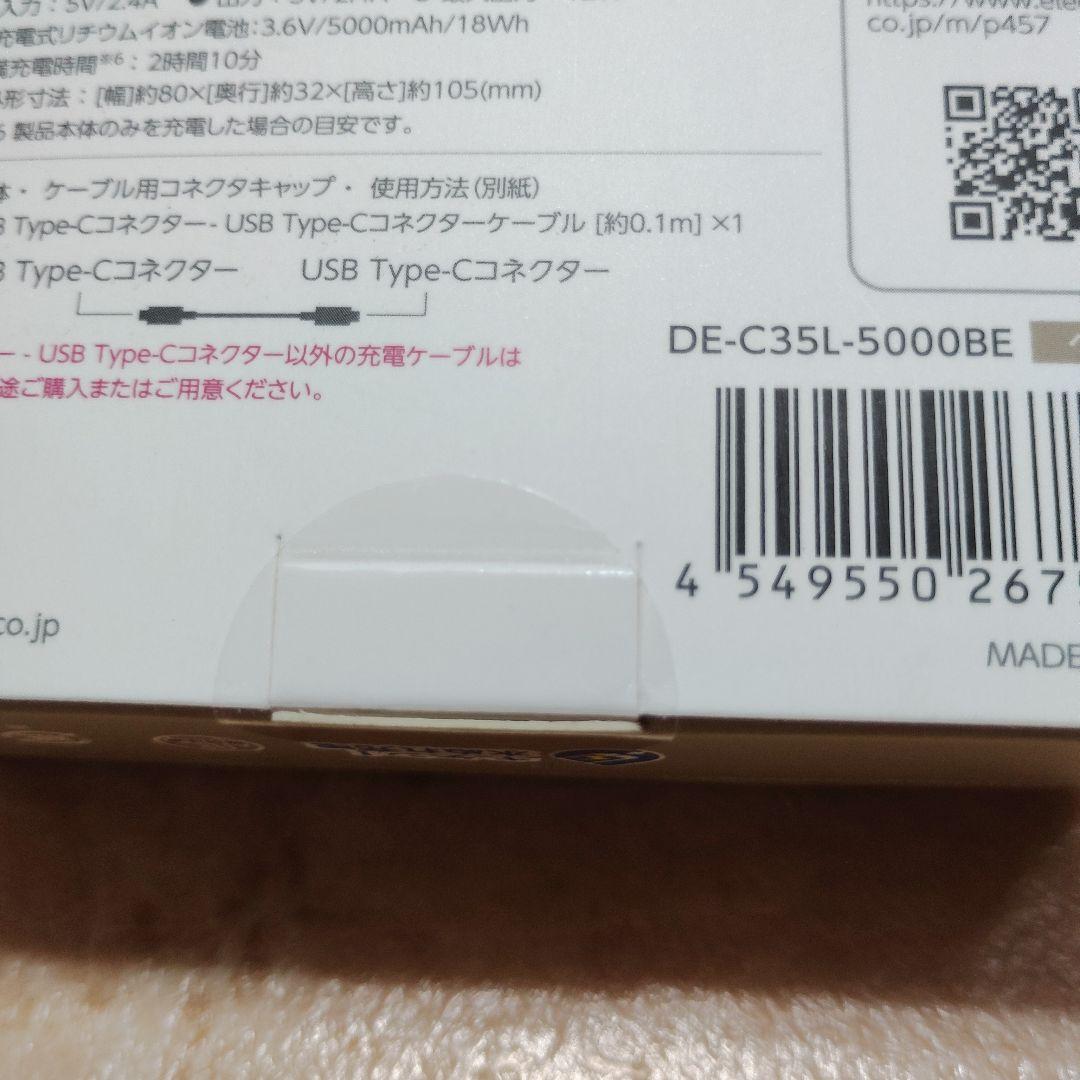 入力：5V/2.4A
充電式リチウムイオン電池：3.6V/5000mAh/18Wh
充電時間※6：2時間10分
形寸法：[幅]約80×[奥行]約32×[高さ]約105(mm)
製品本体のみを充電した場合の目安です。
体・ケーブル用コネクタキャップ・ 使用方法（別紙）
Type-Cコネクター- USB Type-Cコネクターケーブル [約0.1m] ×1
Type-Cコネクター USB Type-Cコネクター
ー - USB Type-Cコネクター以外の充電ケーブルは
途ご購入またはご用意ください。
co.jp
https://www.ele
co.jp/m/p457
DE-C35L-5000BE
4 549550 267
MADE